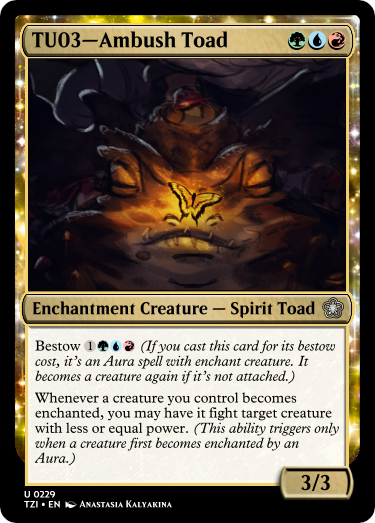 TU03—Ambush Toad
Enchantment Creature — Spirit Toad
Bestow 1 (If you cast this card for its bestow
cost, it's an Aura spell with enchant creature. It
becomes a creature again if it's not attached.)
Whenever a creature you control becomes
enchanted, you may have it fight target creature
with less or equal power. (This ability triggers only
when a creature first becomes enchanted by an
Aura.)
3/3
U 0229
TZI • EN Anastasia Kalyakina